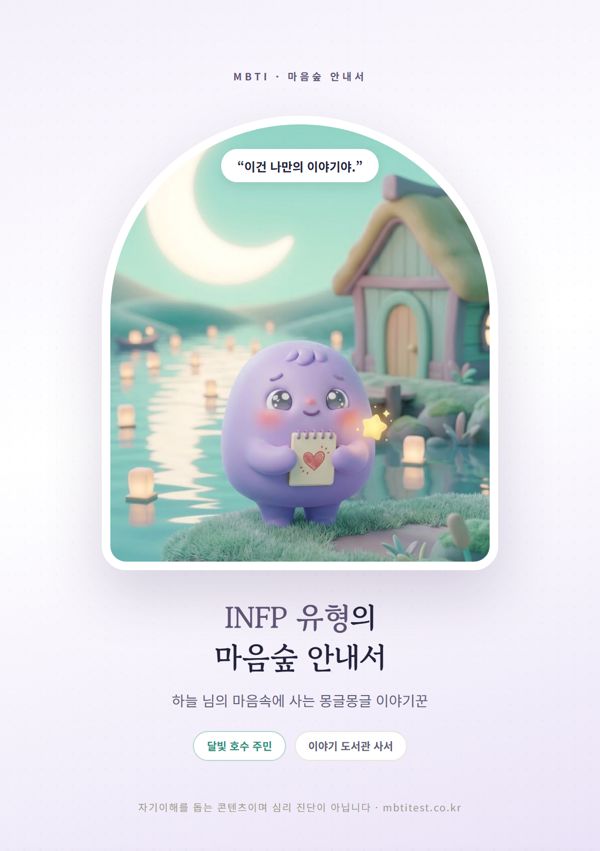 MBTI · 마음숲 안내서
“이건 나만의 이야기야.”
INFP 유형의
마음숲 안내서
하늘 님의 마음속에 사는 몽글몽글 이야기꾼
달빛 호수 주민
이야기 도서관 사서
자기이해를 돕는 콘텐츠이며 심리 진단이 아닙니다 · mbtitest.co.kr